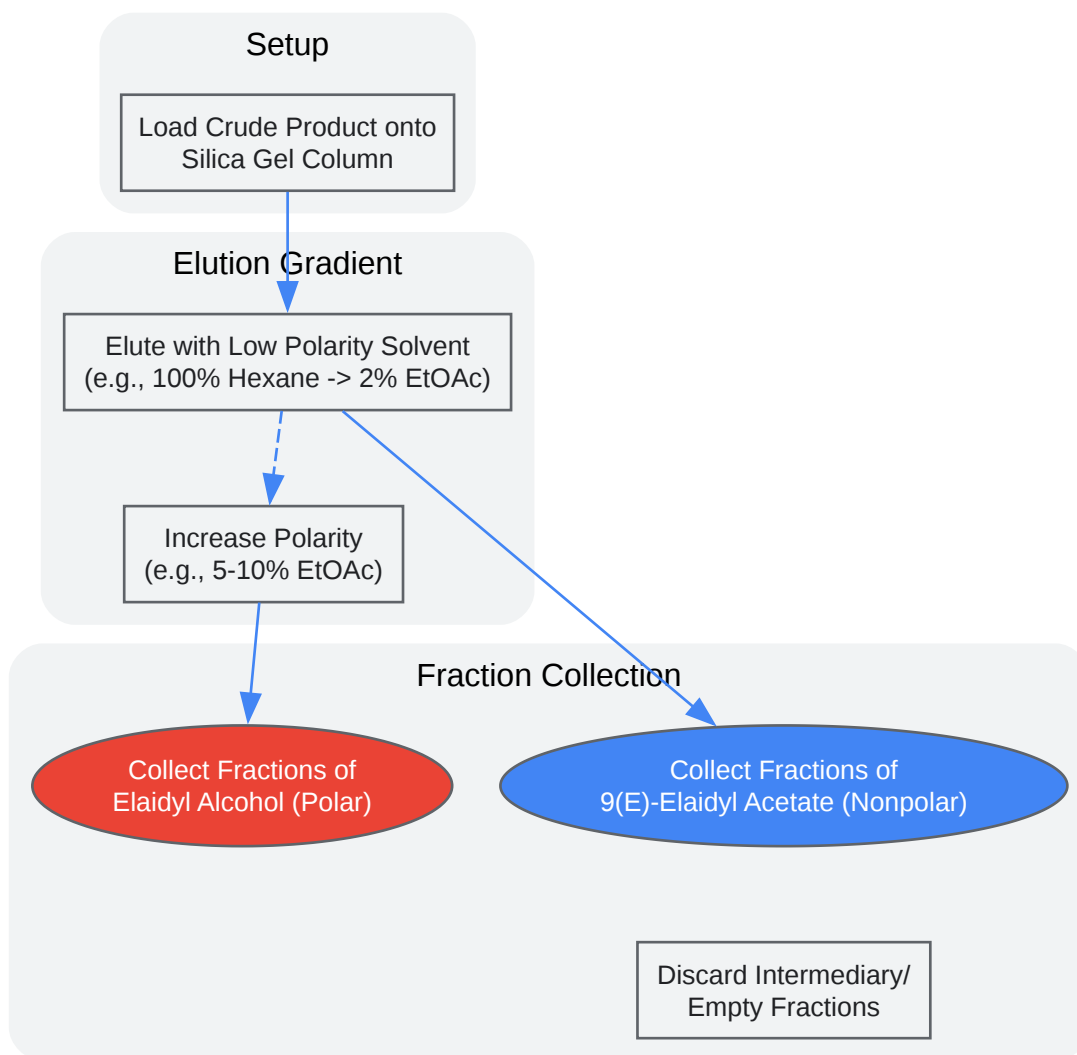 Setup
Load Crude Product onto
Silica Gel Column
Elution Gradient
Elute with Low Polarity Solvent
(e.g., 100% Hexane -> 2% EtOAc)
Increase Polarity
(e.g., 5-10% EtOAc)
Fraction Collection
Collect Fractions of
Elaidyl Alcohol (Polar)
Collect Fractions of
9(E)-Elaidyl Acetate (Nonpolar)
Discard Intermediary/
Empty Fractions